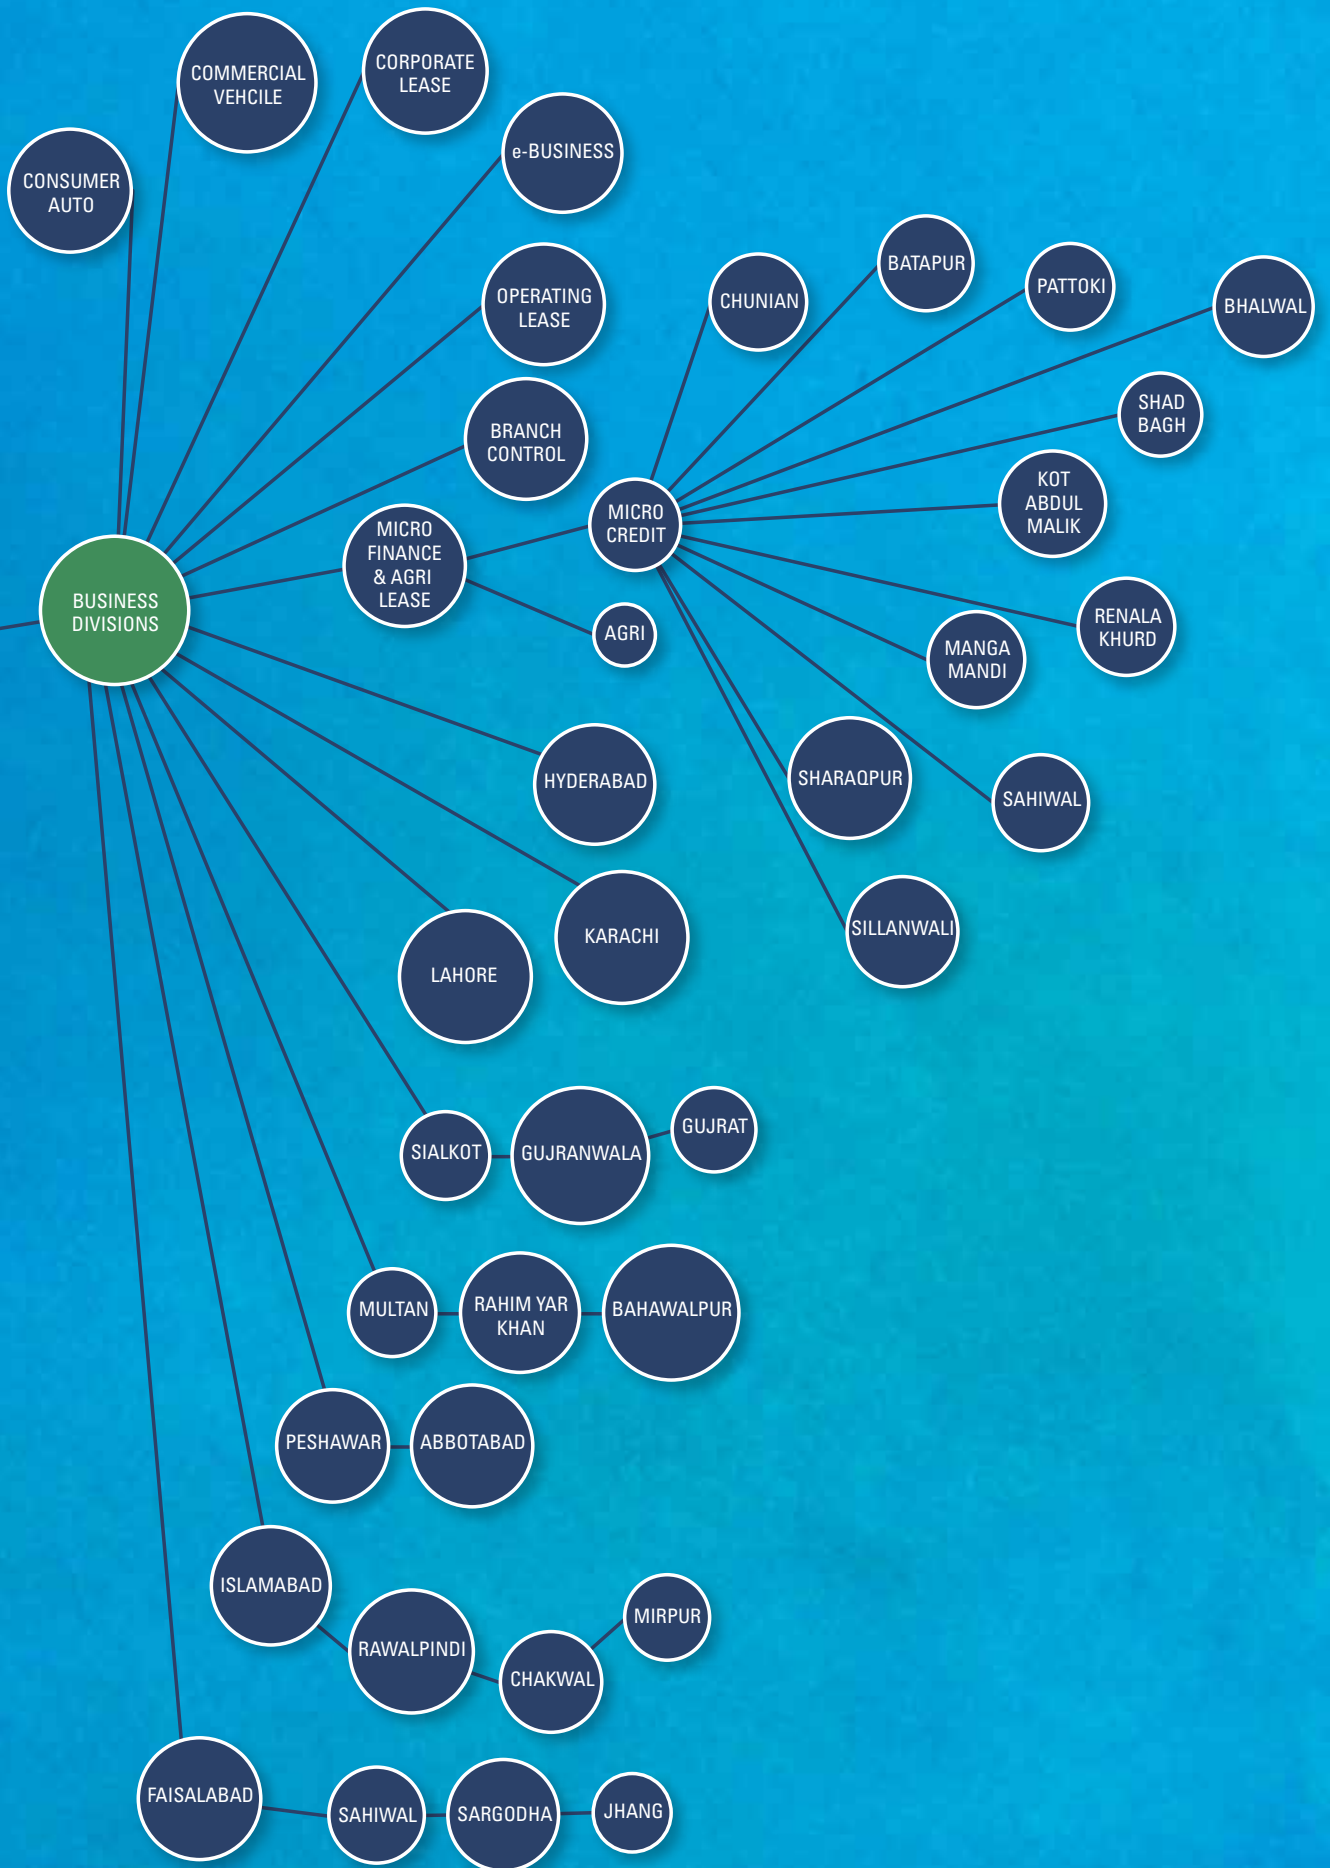 COMMERCIAL
VEHCILE
CORPORATE
LEASE
e-BUSINESS
CONSUMER
AUTO
OPERATING
LEASE
BRANCH
CONTROL
MICRO
FINANCE
& AGRI
LEASE
BUSINESS
DIVISIONS
MICRO
CREDIT
AGRI
CHUNIAN
BATAPUR
PATTOKI
BHALWAL
SHAD
BAGH
KOT
ABDUL
MALIK
RENALA
KHURD
MANGA
MANDI
SAHIWAL
SHARAQPUR
SILLANWALI
HYDERABAD
KARACHI
LAHORE
SIALKOT
GUJRANWALA
GUJRAT
MULTAN
RAHIM YAR
KHAN
BAHAWALPUR
PESHAWAR
ABBOTABAD
ISLAMABAD
RAWALPINDI
CHAKWAL
MIRPUR
FAISALABAD
SAHIWAL
SARGODHA
JHANG